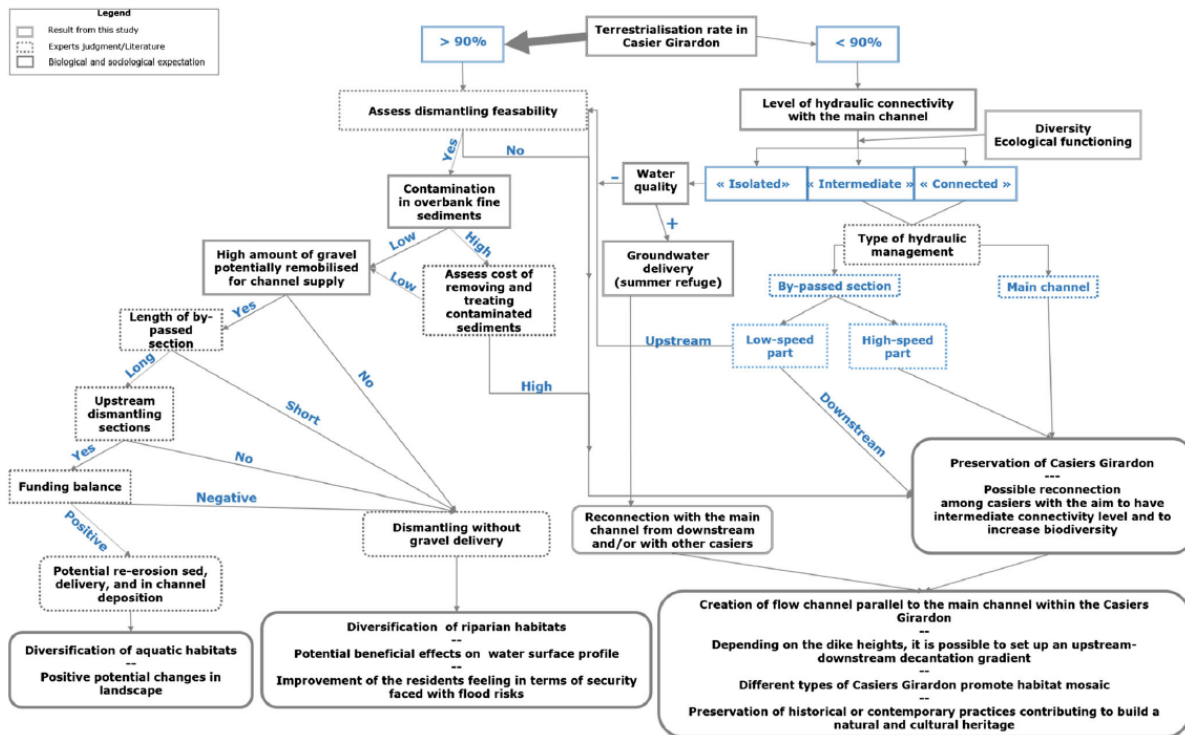 Legend
Result from this study
Experts judgment/Literature
Biological and sociological expectation
Terrestrialisation rate in
Casier Girardon
> 90%
< 90%
Assess dismantling feasability
Level of hydraulic connectivity
with the main channel
Diversity
Ecological functioning
Yes
No
Water
quality
-
+
« Isolated»
« Intermediate »
« Connected »
Contamination
in overbank fine
sediments
Type of hydraulic
management
Low
High
High amount of gravel
potentially remobilised
for channel supply
Low
Assess cost of
removing and
treating
contaminated
sediments
Groundwater
delivery
(summer refuge)
By-passed section
Main channel
Yes
Length of by-
passed
section
Upstream
Low-speed
part
High-speed
part
Long
No
High
Short
Downstream
Upstream
dismantling
sections
Yes
No
Funding balance
Negative
Positive
Preservation of Casiers Girardon
---
Possible reconnection
among casiers with the aim to have
intermediate connectivity level and to
increase biodiversity
Dismantling without
gravel delivery
Reconnection with the main
channel from downstream
and/or with other casiers
Potential re-erosion sed,
delivery, and in channel
deposition
Diversification of aquatic habitats
--
Positive potential changes in
landscape
Diversification of riparian habitats
--
Potential beneficial effects on water surface profile
--
Improvement of the residents feeling in terms of security
faced with flood risks
Creation of flow channel parallel to the main channel within the Casiers
Girardon
--
Depending on the dike heights, it is possible to set up an upstream-
downstream decantation gradient
--
Different types of Casiers Girardon promote habitat mosaic
--
Preservation of historical or contemporary practices contributing to build a
natural and cultural heritage